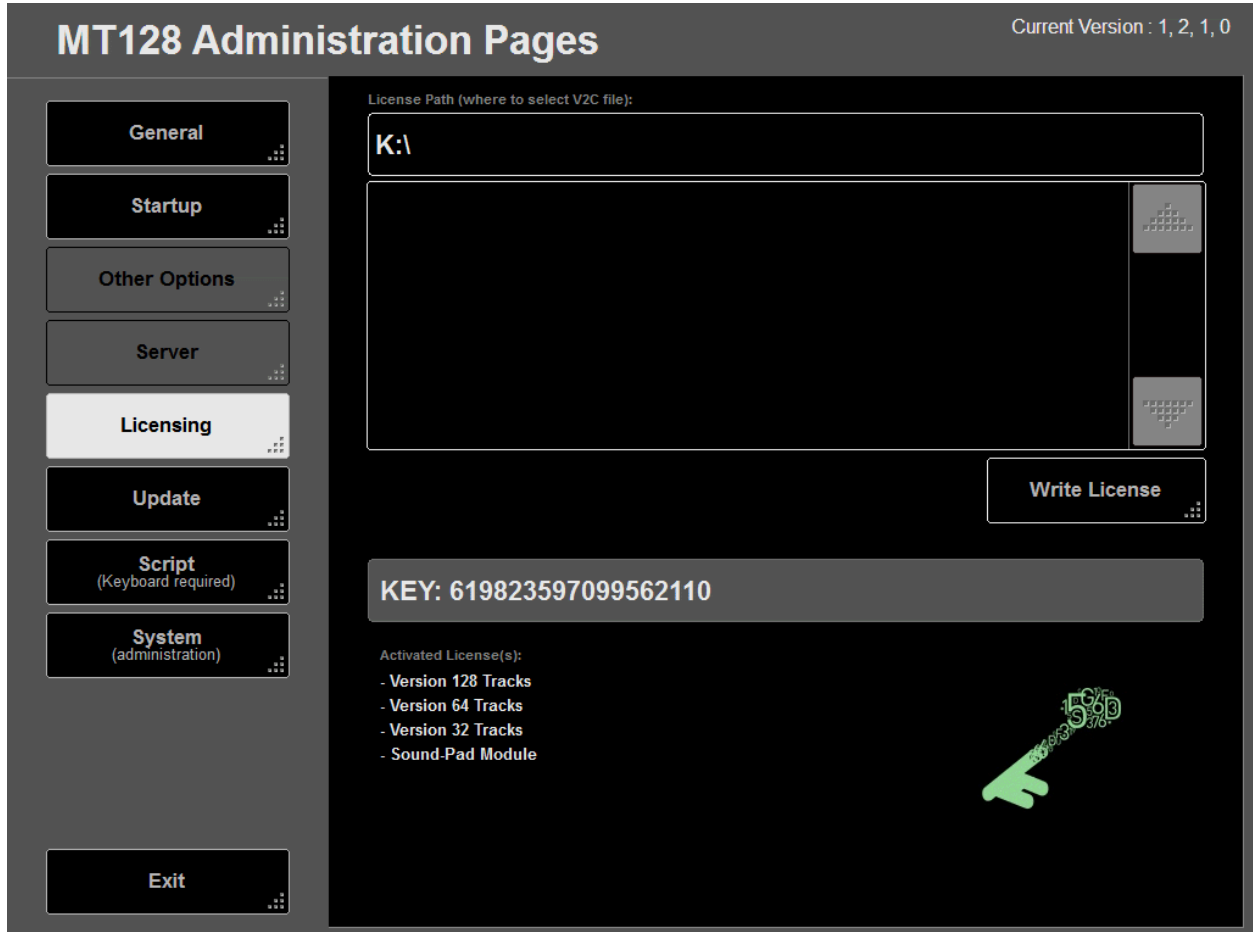 MT128 Administration Pages
Current Version : 1, 2, 1, 0
General
Startup
Other Options
Server
Licensing
Update
Script
(Keyboard required)
System
(administration)
Exit
License Path (where to select V2C file):
K:\
Write License
KEY: 619823597099562110
Activated License(s):
- Version 128 Tracks
- Version 64 Tracks
- Version 32 Tracks
- Sound-Pad Module